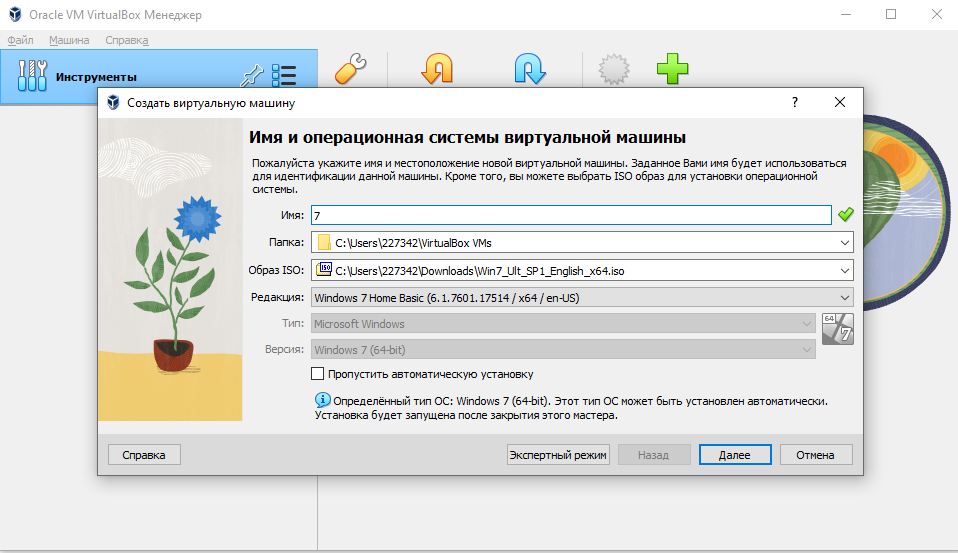 Oracle VM VirtualBox Менеджер
Файл Машина Справка
Инструменты
Создать виртуальную машину
?
Имя и операционная системы виртуальной машины
Пожалуйста укажите имя и местоположение новой виртуальной машины. Заданное Вами имя будет использоваться
для идентификации данной машины. Кроме того, вы можете выбрать ISO образ для установки операционной
системы.
Имя: 7
Папка: C:\Users\227342\VirtualBox VMs
Образ ISO: ISO C:\Users\227342\Downloads\Win7_Ult_SP1_English_x64.iso
Редакция: Windows 7 Home Basic (6.1.7601.17514 / x64 / en-US)
Тип: Microsoft Windows
64 7
Версия: Windows 7 (64-bit)
Пропустить автоматическую установку
Определённый тип ОС: Windows 7 (64-bit). Этот тип ОС может быть установлен автоматически.
Установка будет запущена после закрытия этого мастера.
Справка Экспертный режим Назад Далее Отмена